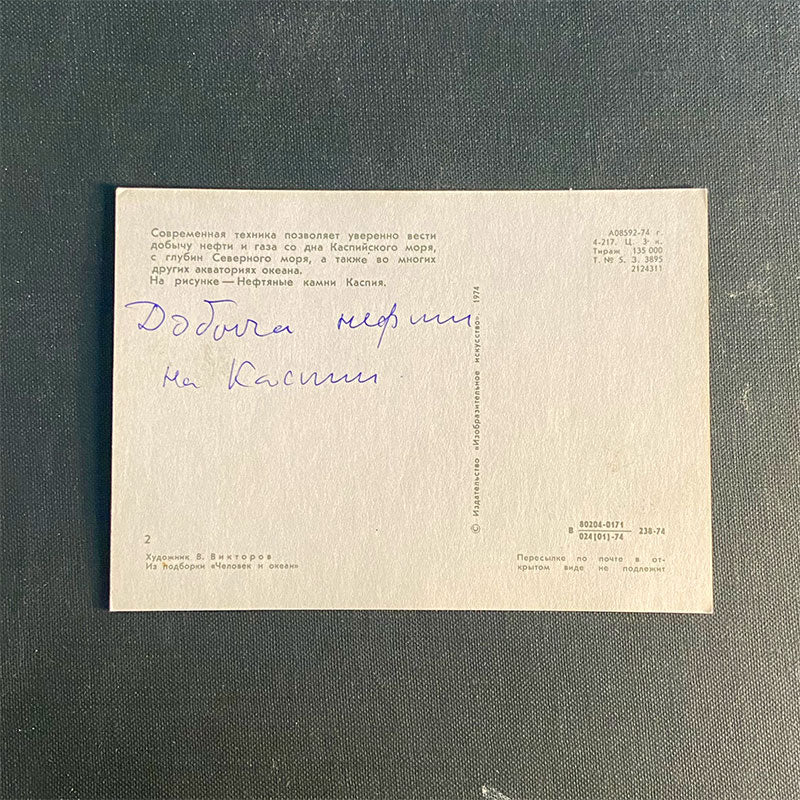 Современная техника позволяет уверенно вести
добычу нефти и газа со дна Каспийского моря,
с глубин Северного моря, а также во многих
других акваториях океана.
На рисунке — Нефтяные камни Каспия.
Добыча нефти
на Каспии
2
Художник В. Викторов
Из подборки «Человек и океан»
© Издательство «Изобразительное искусство». 1974
А08592-74 г.
4-217. Ц. 3 к.
Тираж 135 000
Т. № 5. З. 3895
2124311
В 80204-0171 238-74
024(01)-74
Пересылке по почте в от-
крытом виде не подлежит